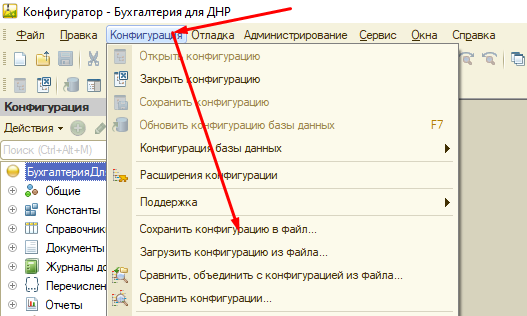 Конфигуратор - Бухгалтерия для ДНР
Файл Правка Конфигурация Отладка Администрирование Сервис Окна Справка
Открыть конфигурацию
Закрыть конфигурацию
Сохранить конфигурацию
Обновить конфигурацию базы данных F7
Конфигурация базы данных
Расширения конфигурации
Поддержка
Сохранить конфигурацию в файл...
Загрузить конфигурацию из файла...
Сравнить, объединить с конфигурацией из файла...
Сравнить конфигурации...
Конфигурация
Действия
Поиск (Ctrl+Alt+M)
БухгалтерияДля
Общие
Константы
Справочник
Документы
Журналы до
Перечислен
Отчеты